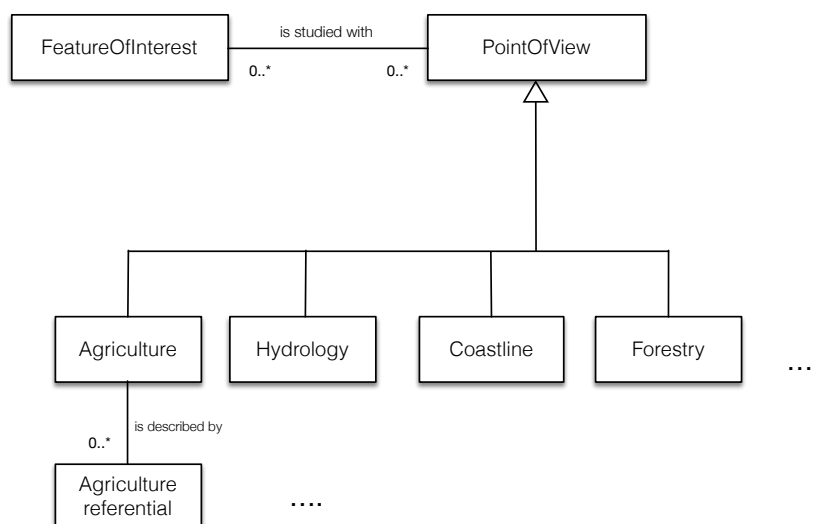 is studied with
FeatureOfInterest
PointOfView
0..*
0..*
Agriculture
Hydrology
Coastline
Forestry
...
is described by
0..*
Agriculture
referential
....